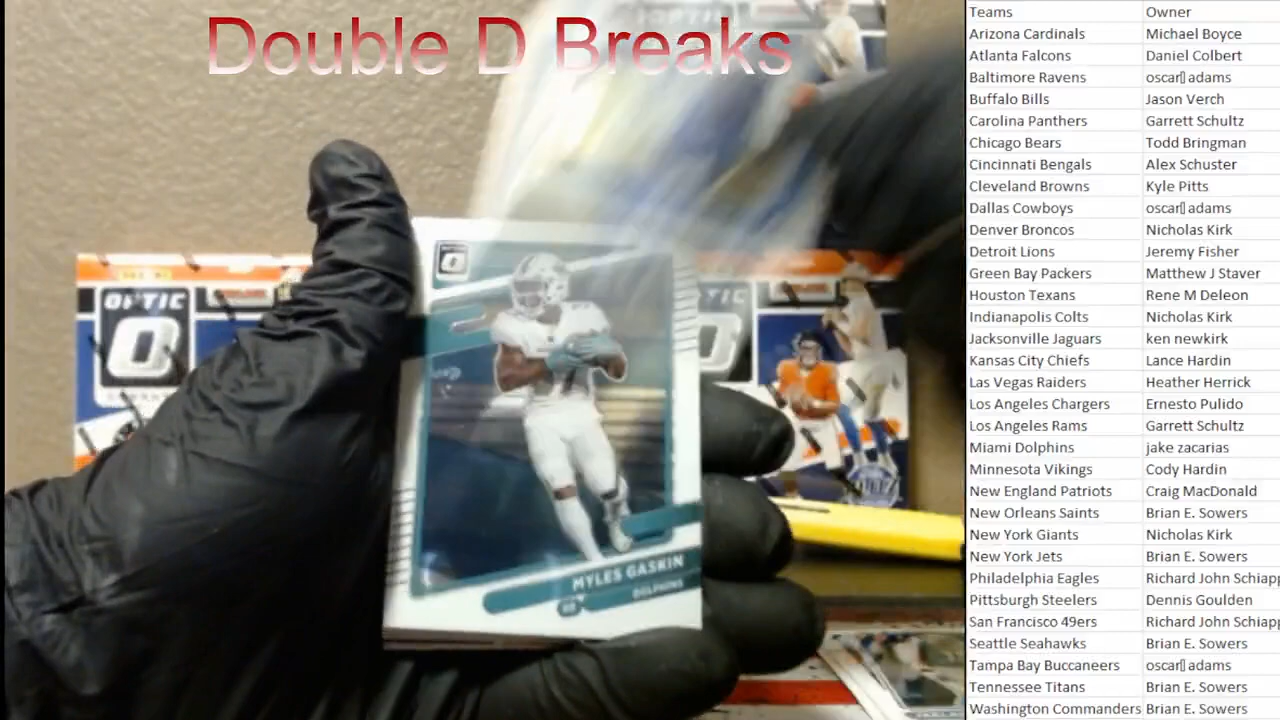 Double D Breaks
OPTIC
TIC
MYLES GASKIN
DOLPHINS
Teams Owner
Arizona Cardinals Michael Boyce
Atlanta Falcons Daniel Colbert
Baltimore Ravens oscar▯ adams
Buffalo Bills Jason Verch
Carolina Panthers Garrett Schultz
Chicago Bears Todd Bringman
Cincinnati Bengals Alex Schuster
Cleveland Browns Kyle Pitts
Dallas Cowboys oscar▯ adams
Denver Broncos Nicholas Kirk
Detroit Lions Jeremy Fisher
Green Bay Packers Matthew J Staver
Houston Texans Rene M Deleon
Indianapolis Colts Nicholas Kirk
Jacksonville Jaguars ken newkirk
Kansas City Chiefs Lance Hardin
Las Vegas Raiders Heather Herrick
Los Angeles Chargers Ernesto Pulido
Los Angeles Rams Garrett Schultz
Miami Dolphins jake zacarias
Minnesota Vikings Cody Hardin
New England Patriots Craig MacDonald
New Orleans Saints Brian E. Sowers
New York Giants Nicholas Kirk
New York Jets Brian E. Sowers
Philadelphia Eagles Richard John Schiapp
Pittsburgh Steelers Dennis Goulden
San Francisco 49ers Richard John Schiapp
Seattle Seahawks Brian E. Sowers
Tampa Bay Buccaneers oscar▯ adams
Tennessee Titans Brian E. Sowers
Washington Commanders Brian E. Sowers